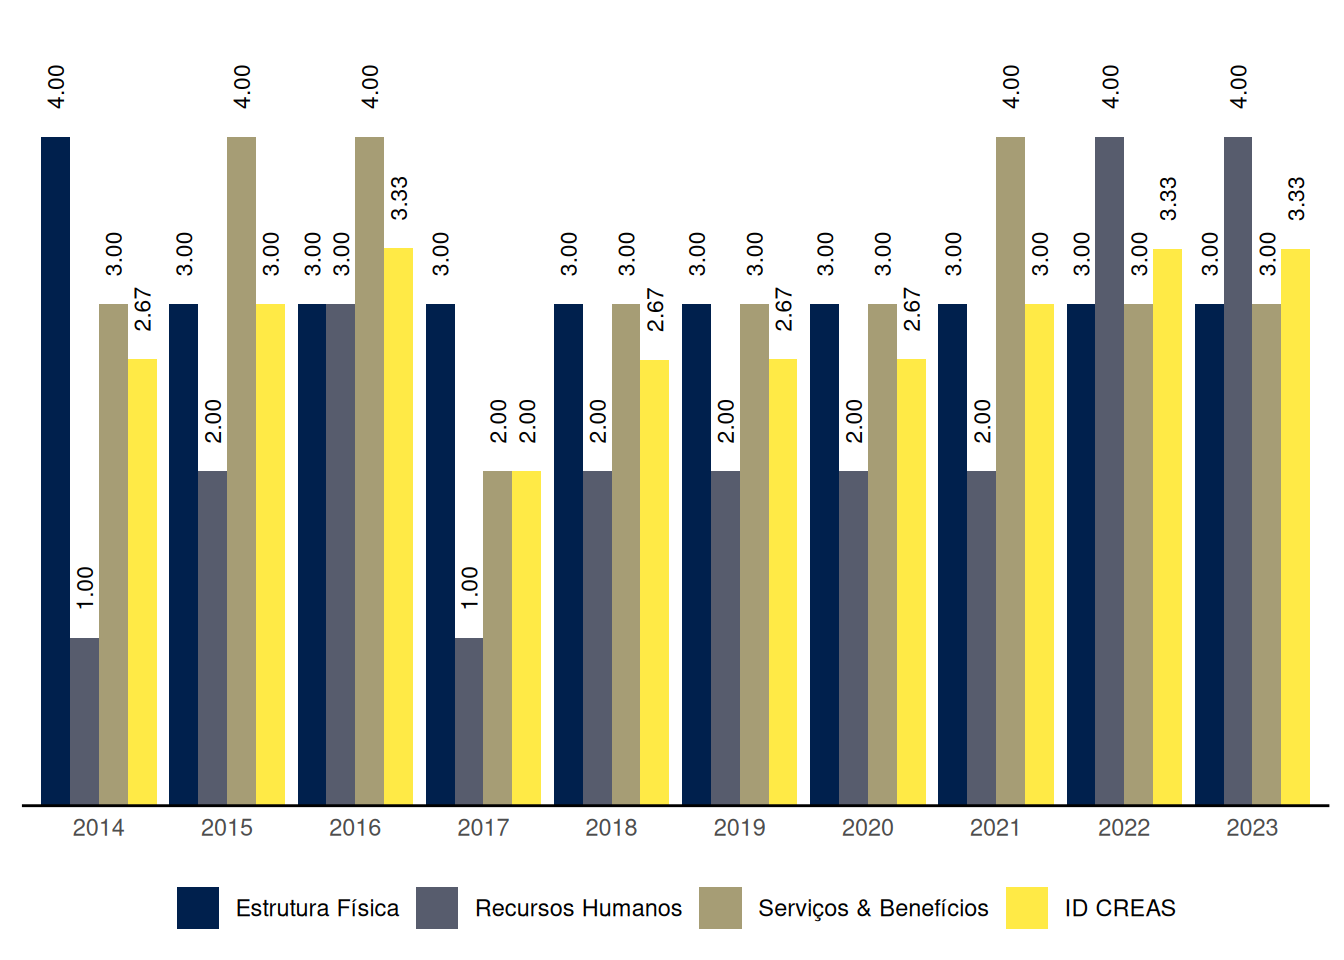 4.00 4.00 4.00 4.00 4.00 4.00
3.33 3.33 3.33
3.00 3.00 3.00 3.00 3.00 3.00 3.00 3.00 3.00 3.00 3.00 3.00 3.00 3.00 3.00 3.00 3.00 3.00
2.67 2.67 2.67 2.67
2.00 2.00 2.00 2.00 2.00 2.00 2.00
1.00 1.00
2014 2015 2016 2017 2018 2019 2020 2021 2022 2023
Estrutura Física Recursos Humanos Serviços & Benefícios ID CREAS